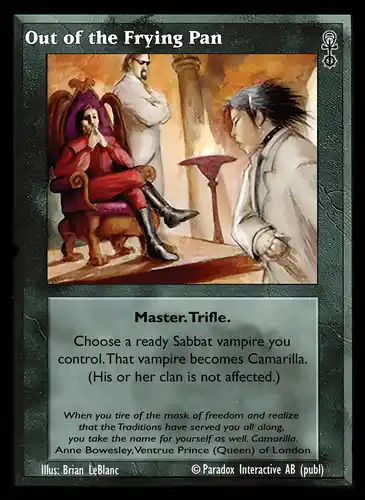 Out of the Frying Pan
Master. Trifle.
Choose a ready Sabbat vampire you
control. That vampire becomes Camarilla.
(His or her clan is not affected.)
When you tire of the mask of freedom and realize
that the Traditions have served you all along,
you take the name for yourself as well. Camarilla.
Anne Bowesley, Ventrue Prince (Queen) of London
Illus: Brian LeBlanc
© Paradox Interactive AB (publ)